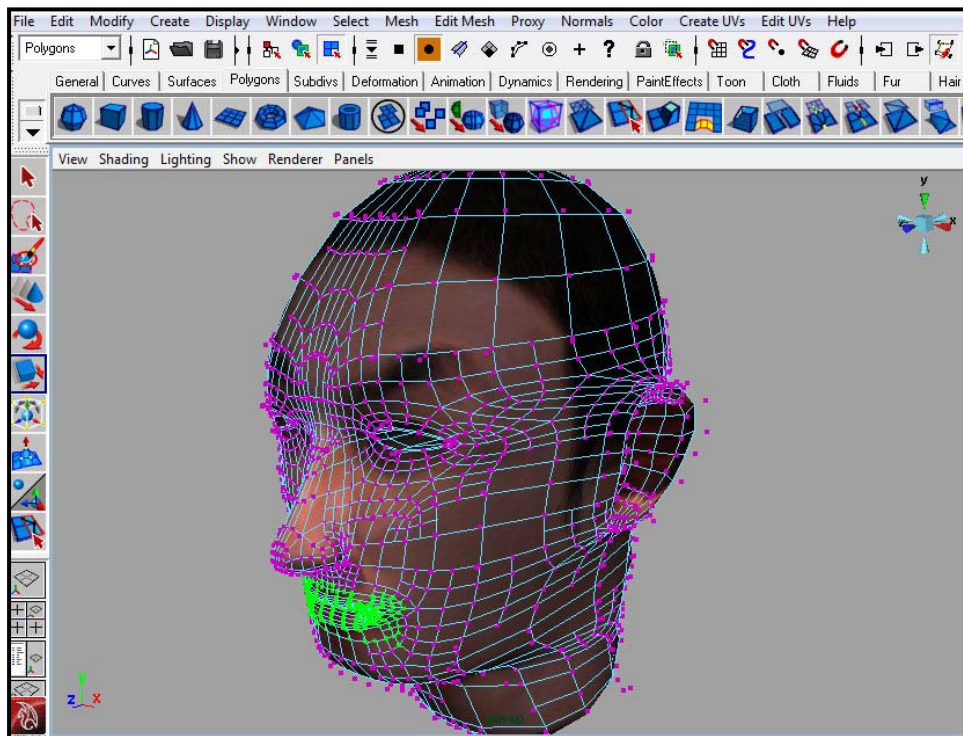 File Edit Modify Create Display Window Select Mesh Edit Mesh Proxy Normals Color Create UVs Edit UVs Help
Polygons
General Curves Surfaces Polygons Subdivs Deformation Animation Dynamics Rendering PaintEffects Toon Cloth Fluids Fur Hair
View Shading Lighting Show Renderer Panels
y
x
y
z x
persp